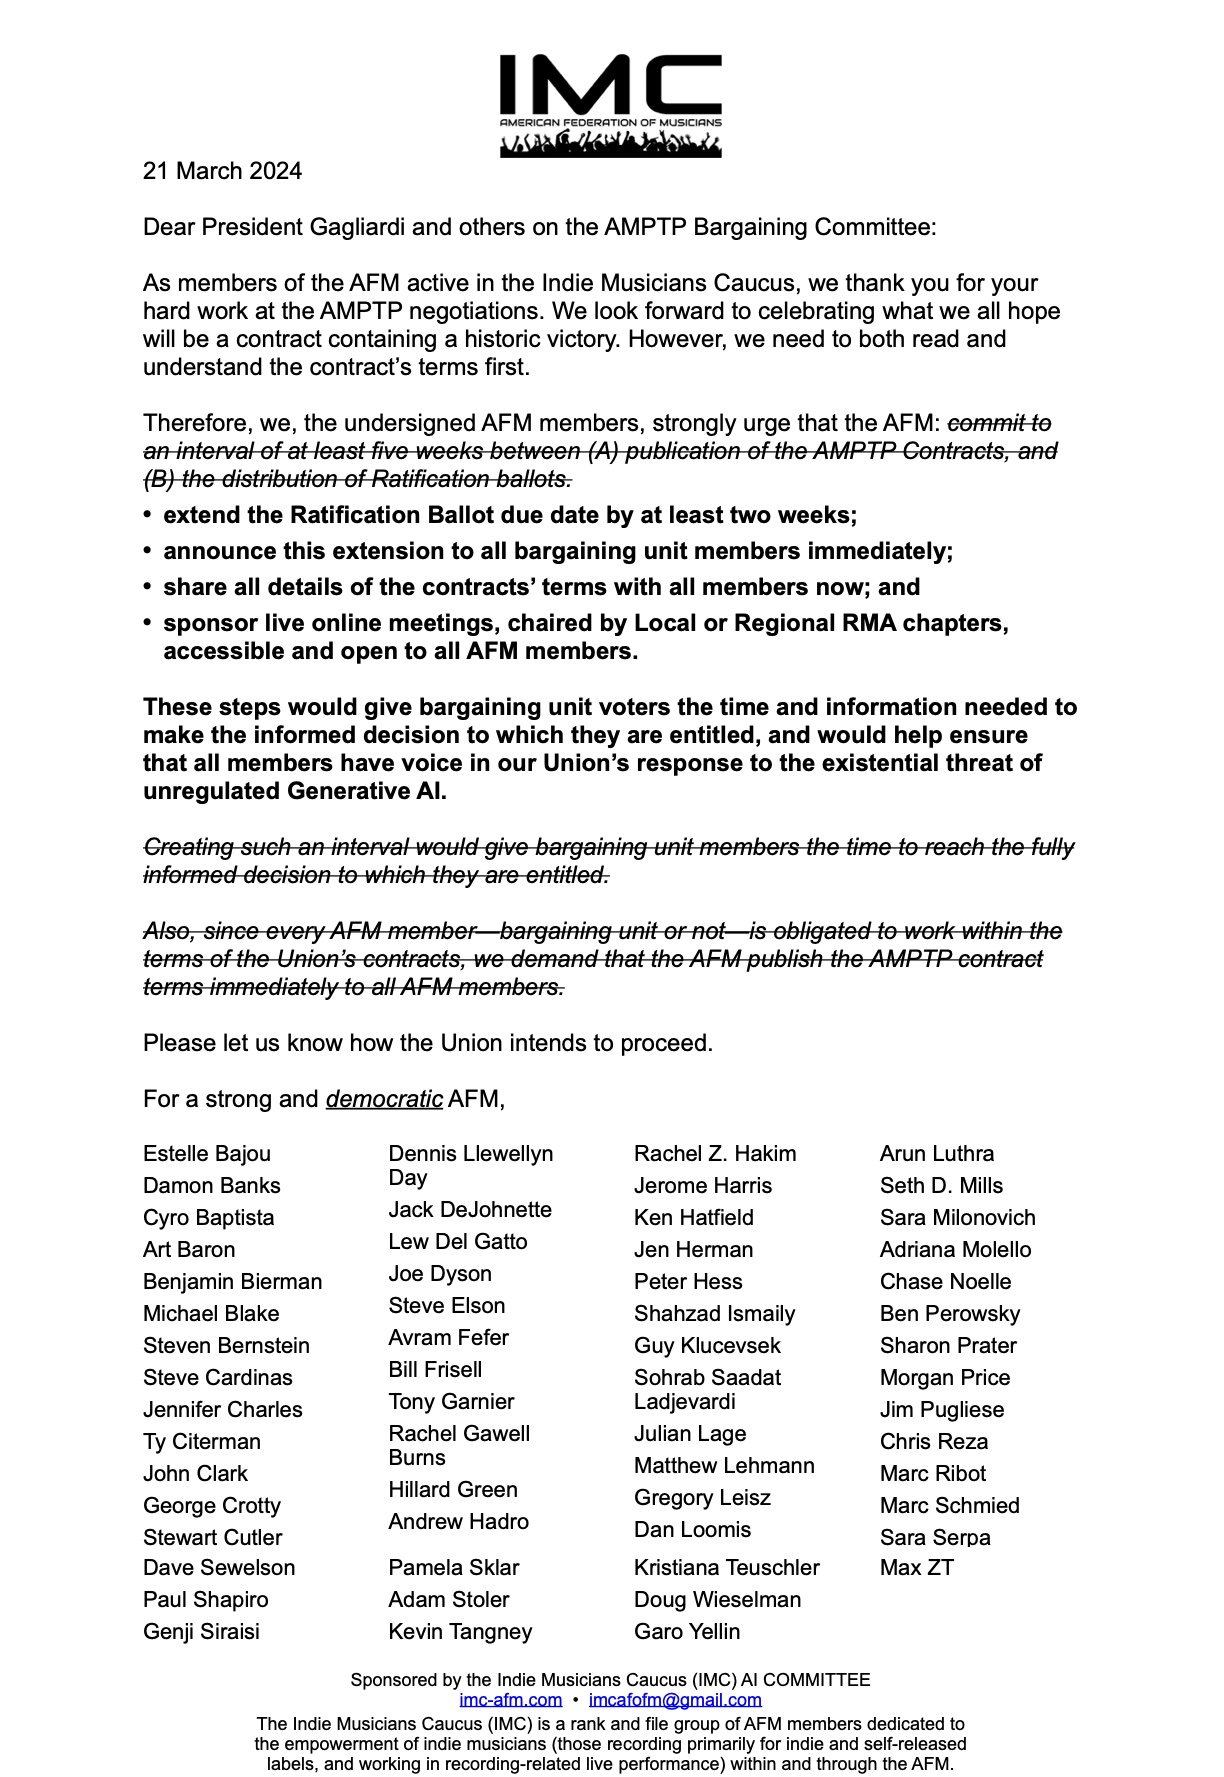 IMC
AMERICAN FEDERATION OF MUSICIANS
21 March 2024
Dear President Gagliardi and others on the AMPTP Bargaining Committee:
As members of the AFM active in the Indie Musicians Caucus, we thank you for your
hard work at the AMPTP negotiations. We look forward to celebrating what we all hope
will be a contract containing a historic victory. However, we need to both read and
understand the contract’s terms first.
Therefore, we, the undersigned AFM members, strongly urge that the AFM: commit to
an interval of at least five weeks between (A) publication of the AMPTP Contracts, and
(B) the distribution of Ratification ballots.
• extend the Ratification Ballot due date by at least two weeks;
• announce this extension to all bargaining unit members immediately;
• share all details of the contracts’ terms with all members now; and
• sponsor live online meetings, chaired by Local or Regional RMA chapters,
accessible and open to all AFM members.
These steps would give bargaining unit voters the time and information needed to
make the informed decision to which they are entitled, and would help ensure
that all members have voice in our Union’s response to the existential threat of
unregulated Generative AI.
Creating such an interval would give bargaining unit members the time to reach the fully
informed decision to which they are entitled.
Also, since every AFM member—bargaining unit or not—is obligated to work within the
terms of the Union’s contracts, we demand that the AFM publish the AMPTP contract
terms immediately to all AFM members.
Please let us know how the Union intends to proceed.
For a strong and democratic AFM,
Estelle Bajou
Damon Banks
Cyro Baptista
Art Baron
Benjamin Bierman
Michael Blake
Steven Bernstein
Steve Cardinas
Jennifer Charles
Ty Citerman
John Clark
George Crotty
Stewart Cutler
Dennis Llewellyn
Day
Jack DeJohnette
Lew Del Gatto
Joe Dyson
Steve Elson
Avram Fefer
Bill Frisell
Tony Garnier
Rachel Gawell
Burns
Hillard Green
Andrew Hadro
Rachel Z. Hakim
Jerome Harris
Ken Hatfield
Jen Herman
Peter Hess
Shahzad Ismaily
Guy Klucevsek
Sohrab Saadat
Ladjevardi
Julian Lage
Matthew Lehmann
Gregory Leisz
Dan Loomis
Arun Luthra
Seth D. Mills
Sara Milonovich
Adriana Molello
Chase Noelle
Ben Perowsky
Sharon Prater
Morgan Price
Jim Pugliese
Chris Reza
Marc Ribot
Marc Schmied
Sara Serpa
Dave Sewelson
Paul Shapiro
Genji Siraisi
Pamela Sklar
Adam Stoler
Kevin Tangney
Kristiana Teuschler
Doug Wieselman
Garo Yellin
Max ZT
Sponsored by the Indie Musicians Caucus (IMC) AI COMMITTEE
imc-afm.com • imcafofm@gmail.com
The Indie Musicians Caucus (IMC) is a rank and file group of AFM members dedicated to
the empowerment of indie musicians (those recording primarily for indie and self-released
labels, and working in recording-related live performance) within and through the AFM.